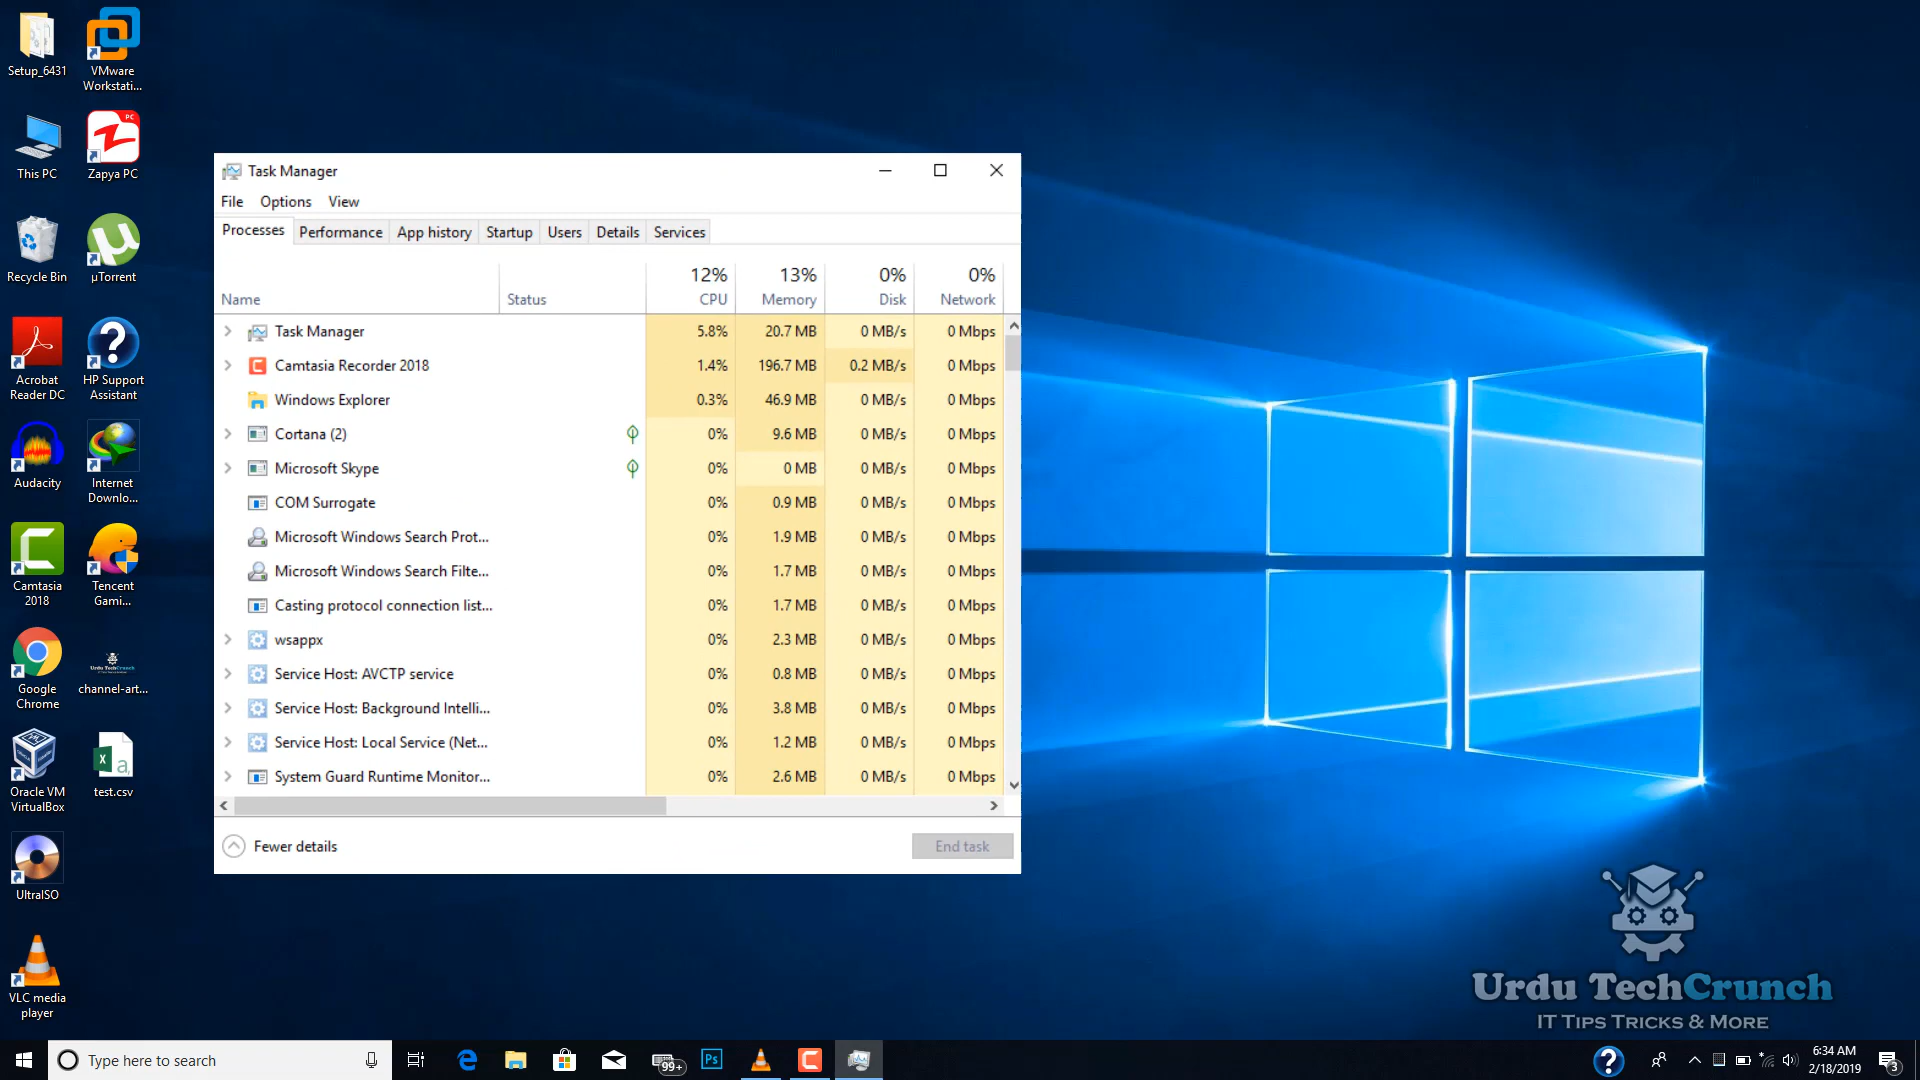 Setup_6431
VMware
Workstati...
This PC
PC
Zapya PC
Recycle Bin
µTorrent
Acrobat
Reader DC
HP Support
Assistant
Audacity
Internet
Downlo...
Camtasia
2018
Tencent
Gami...
Google
Chrome
Urdu TechCrunch
channel-art...
Oracle VM
VirtualBox
test.csv
UltraISO
VLC media
player
Task Manager
File Options View
Processes Performance App history Startup Users Details Services
12% 13% 0% 0%
Name Status CPU Memory Disk Network
Task Manager 5.8% 20.7 MB 0 MB/s 0 Mbps
Camtasia Recorder 2018 1.4% 196.7 MB 0.2 MB/s 0 Mbps
Windows Explorer 0.3% 46.9 MB 0 MB/s 0 Mbps
Cortana (2) 0% 9.6 MB 0 MB/s 0 Mbps
Microsoft Skype 0% 0 MB 0 MB/s 0 Mbps
COM Surrogate 0% 0.9 MB 0 MB/s 0 Mbps
Microsoft Windows Search Prot... 0% 1.9 MB 0 MB/s 0 Mbps
Microsoft Windows Search Filte... 0% 1.7 MB 0 MB/s 0 Mbps
Casting protocol connection list... 0% 1.7 MB 0 MB/s 0 Mbps
wsappx 0% 2.3 MB 0 MB/s 0 Mbps
Service Host: AVCTP service 0% 0.8 MB 0 MB/s 0 Mbps
Service Host: Background Intelli... 0% 3.8 MB 0 MB/s 0 Mbps
Service Host: Local Service (Net... 0% 1.2 MB 0 MB/s 0 Mbps
System Guard Runtime Monitor... 0% 2.6 MB 0 MB/s 0 Mbps
Fewer details End task
Urdu TechCrunch
IT Tips Tricks & More
Type here to search
99+
Ps
6:34 AM
2/18/2019
3